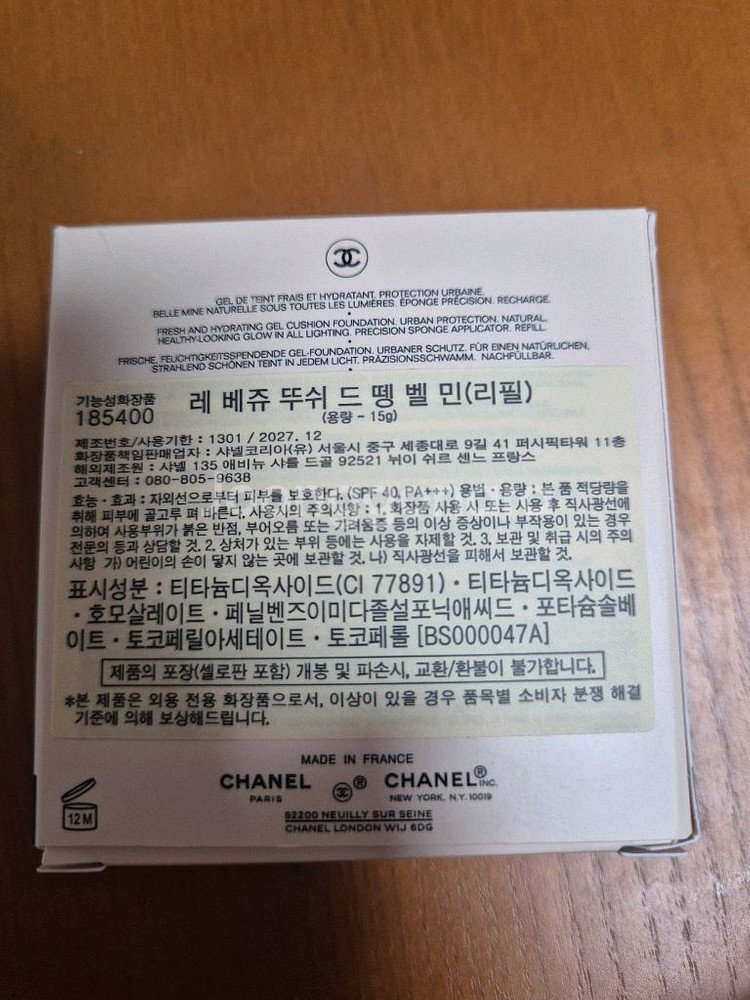 GEL DE TEINT FRAIS ET HYDRATANT. PROTECTION URBAINE.
BELLE MINE NATURELLE SOUS TOUTES LES LUMIÈRES. ÉPONGE PRÉCISION. RECHARGE.
FRESH AND HYDRATING GEL CUSHION FOUNDATION. URBAN PROTECTION. NATURAL,
HEALTHY-LOOKING GLOW IN ALL LIGHTING. PRECISION SPONGE APPLICATOR. REFILL.
FRISCHE, FEUCHTIGKEITSSPENDENDE GEL-FOUNDATION. URBANER SCHUTZ. FÜR EINEN NATÜRLICHEN,
STRAHLEND SCHÖNEN TEINT IN JEDEM LICHT. PRÄZISIONSSCHWAMM. NACHFÜLLBAR.
기능성화장품 레 베쥬 뚜쉬 드 뗑 벨 민(리필)
185400 (용량 - 15g)
제조번호/사용기한 : 1301 / 2027. 12
화장품책임판매업자 : 샤넬코리아(유) 서울시 중구 세종대로 9길 41 퍼시픽타워 11층
해외제조원 : 샤넬 135 애비뉴 샤를 드골 92521 뉘이 쉬르 센느 프랑스
고객센터 : 080-805-9638
효능·효과 : 자외선으로부터 피부를 보호한다. (SPF 40, PA+++) 용법·용량 : 본 품 적당량을
취해 피부에 골고루 펴 바른다. 사용시의 주의사항 : 1. 화장품 사용 시 또는 사용 후 직사광선에
의하여 사용부위가 붉은 반점, 부어오름 또는 가려움증 등의 이상 증상이나 부작용이 있는 경우
전문의 등과 상담할 것. 2. 상처가 있는 부위 등에는 사용을 자제할 것. 3. 보관 및 취급 시의 주의
사항 가) 어린이의 손이 닿지 않는 곳에 보관할 것. 나) 직사광선을 피해서 보관할 것.
표시성분 : 티타늄디옥사이드(CI 77891)·티타늄디옥사이드
·호모살레이트·페닐벤즈이미다졸설포닉애씨드·포타슘솔베
이트·토코페릴아세테이트·토코페롤 [BS000047A]
제품의 포장(셀로판 포함) 개봉 및 파손시, 교환/환불이 불가합니다.
*본 제품은 외용 전용 화장품으로서, 이상이 있을 경우 품목별 소비자 분쟁 해결
기준에 의해 보상해드립니다.
MADE IN FRANCE
CHANEL ® CHANEL® INC.
PARIS NEW YORK, N.Y. 10019
92200 NEUILLY SUR SEINE
CHANEL LONDON W1J 6DG
12M